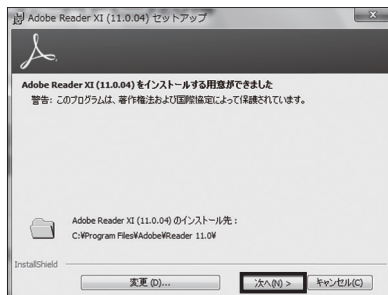 Adobe Reader XI (11.0.04) セットアップ
Adobe Reader XI (11.0.04) をインストールする用意ができました
警告: このプログラムは、著作権法および国際協定によって保護されています。
Adobe Reader XI (11.0.04) のインストール先:
C:¥Program Files¥Adobe¥Reader 11.0¥
InstallShield
変更(D)...
次へ(N) >
キャンセル(C)